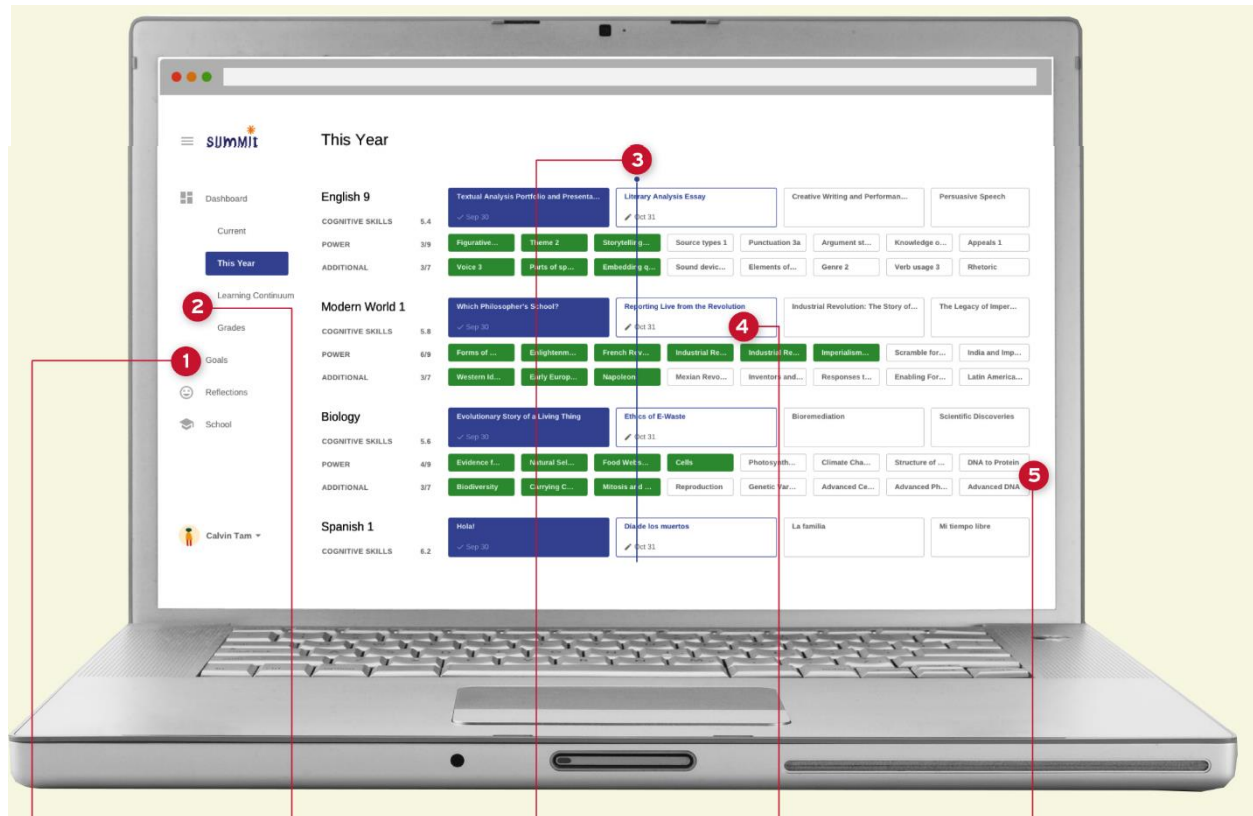 summit
This Year
Dashboard
Current
This Year
Learning Continuum
Grades
Goals
Reflections
School
Calvin Tam
English 9
Textual Analysis Portfolio and Presenta...
Literary Analysis Essay
Creative Writing and Performan...
Persuasive Speech
COGNITIVE SKILLS 5.4
Sep 30
Oct 31
POWER 3/9
Figurative... Theme 2 Storytelling... Source types 1 Punctuation 3a Argument st... Knowledge o... Appeals 1
ADDITIONAL 3/7
Voice 3 Parts of sp... Embedding q... Sound devic... Elements of... Genre 2 Verb usage 3 Rhetoric
Modern World 1
Which Philosopher's School?
Reporting Live from the Revolution
Industrial Revolution: The Story of...
The Legacy of Imper...
COGNITIVE SKILLS 5.8
Sep 30
Oct 31
POWER 6/9
Forms of ... Enlightenm... French Rev... Industrial Re... Industrial Re... Imperialism... Scramble for... India and Imp...
ADDITIONAL 3/7
Western Id... Early Europ... Napoleon Mexian Revo... Inventors and... Responses t... Enabling For... Latin America...
Biology
Evolutionary Story of a Living Thing
Ethics of E-Waste
Bioremediation
Scientific Discoveries
COGNITIVE SKILLS 5.6
Sep 30
Oct 31
POWER 4/9
Evidence f... Natural Sel... Food Webs... Cells Photosynth... Climate Cha... Structure of ... DNA to Protein
ADDITIONAL 3/7
Biodiversity Carrying C... Mitosis and ... Reproduction Genetic Var... Advanced Ce... Advanced Ph... Advanced DNA
Spanish 1
Hola!
Dia de los muertos
La familia
Mi tiempo libre
COGNITIVE SKILLS 6.2
Sep 30
Oct 31
1
2
3
4
5